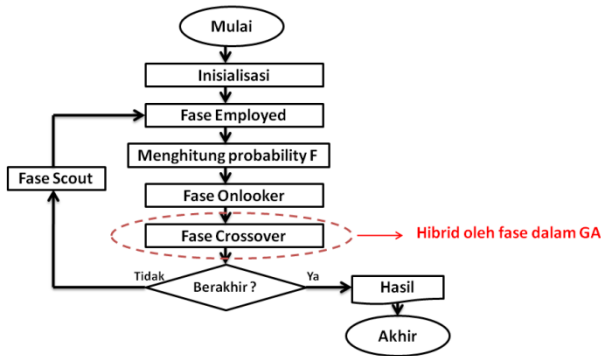 Mulai
Inisialisasi
Fase Employed
Menghitung probability F
Fase Scout
Fase Onlooker
Fase Crossover
Hibrid oleh fase dalam GA
Tidak
Berakhir ?
Ya
Hasil
Akhir